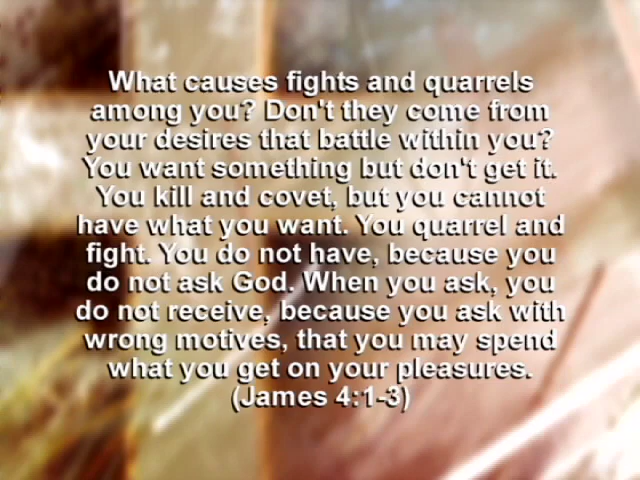 What causes fights and quarrels
among you? Don't they come from
your desires that battle within you?
You want something but don't get it.
You kill and covet, but you cannot
have what you want. You quarrel and
fight. You do not have, because you
do not ask God. When you ask, you
do not receive, because you ask with
wrong motives, that you may spend
what you get on your pleasures.
(James 4:1-3)